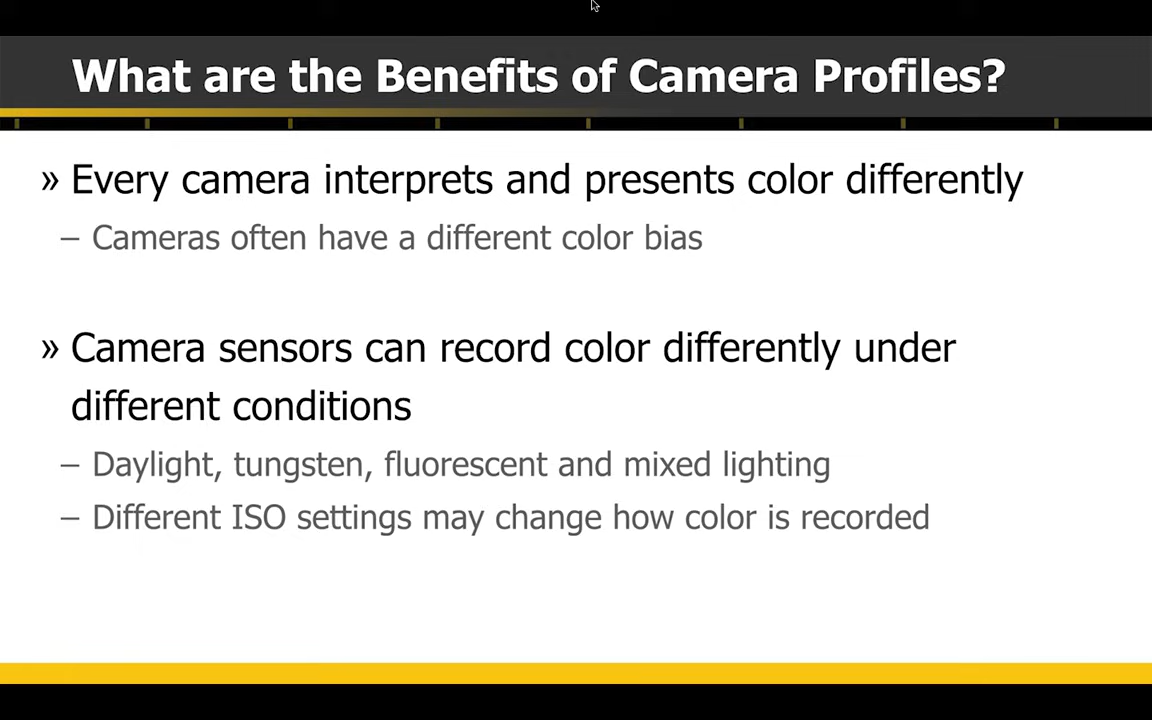 What are the Benefits of Camera Profiles?
» Every camera interprets and presents color differently
– Cameras often have a different color bias
» Camera sensors can record color differently under
different conditions
– Daylight, tungsten, fluorescent and mixed lighting
– Different ISO settings may change how color is recorded